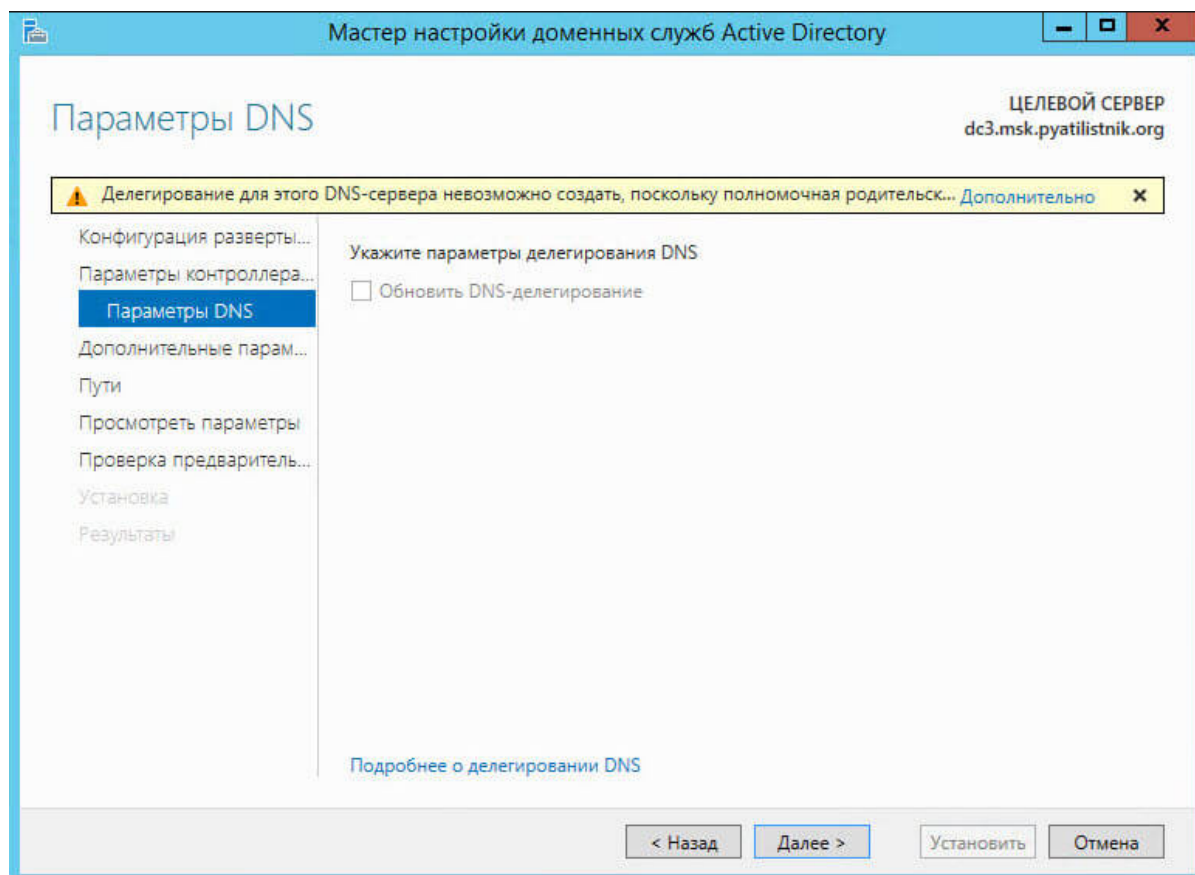 Мастер настройки доменных служб Active Directory
Параметры DNS
ЦЕЛЕВОЙ СЕРВЕР
dc3.msk.pyatilistnik.org
Делегирование для этого DNS-сервера невозможно создать, поскольку полномочная родительск... Дополнительно
Конфигурация разверты...
Параметры контроллера...
Параметры DNS
Дополнительные парам...
Пути
Просмотреть параметры
Проверка предваритель...
Установка
Результаты
Укажите параметры делегирования DNS
Обновить DNS-делегирование
Подробнее о делегировании DNS
< Назад
Далее >
Установить
Отмена